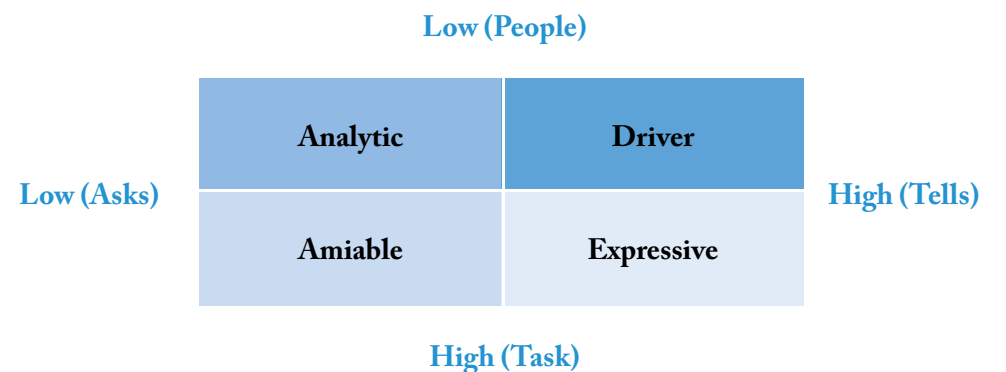 Low (People)
Analytic
Driver
Low (Asks)
High (Tells)
Amiable
Expressive
High (Task)